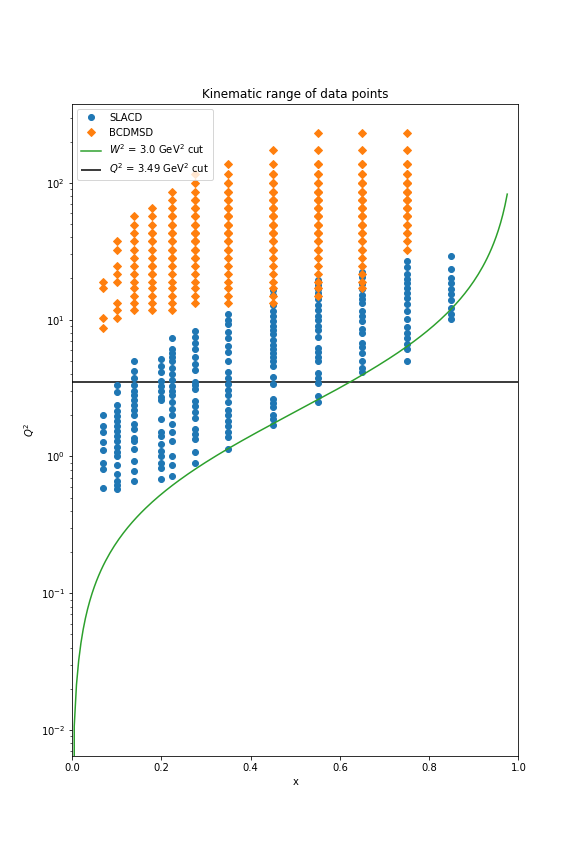 Kinematic range of data points
SLACD
BCDMSD
W² = 3.0 GeV² cut
Q² = 3.49 GeV² cut
10²
10¹
10⁰
10⁻¹
10⁻²
Q²
0.0 0.2 0.4 0.6 0.8 1.0
x